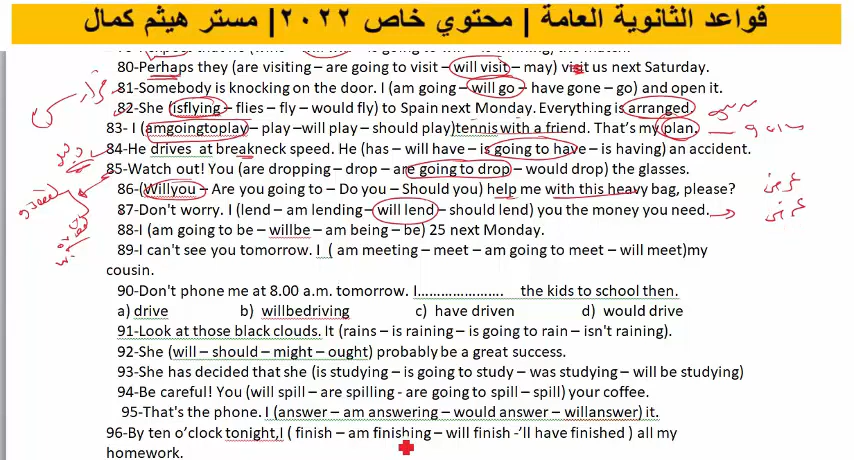 قواعد الثانوية العامة | محتوي خاص ٢٠٢٢| مستر هيثم كمال
80-Perhaps they (are visiting – are going to visit – will visit – may) visit us next Saturday.
81-Somebody is knocking on the door. I (am going – will go – have gone – go) and open it.
82-She (isflying – flies – fly – would fly) to Spain next Monday. Everything is arranged
83- I (amgoingtoplay – play –will play – should play)tennis with a friend. That's my plan.
84-He drives at breakneck speed. He (has – will have – is going to have – is having) an accident.
85-Watch out! You (are dropping – drop – are going to drop – would drop) the glasses.
86-(Willyou – Are you going to – Do you – Should you) help me with this heavy bag, please?
عرض
87-Don't worry. I (lend – am lending – will lend – should lend) you the money you need.
عرض
88-I (am going to be – willbe – am being – be) 25 next Monday.
89-I can't see you tomorrow. I ( am meeting – meet – am going to meet – will meet)my
cousin.
90-Don't phone me at 8.00 a.m. tomorrow. I…………………. the kids to school then.
a) drive b) willbedriving c) have driven d) would drive
91-Look at those black clouds. It (rains – is raining – is going to rain – isn't raining).
92-She (will – should – might – ought) probably be a great success.
93-She has decided that she (is studying – is going to study – was studying – will be studying)
94-Be careful! You (will spill – are spilling - are going to spill – spill) your coffee.
95-That's the phone. I (answer – am answering – would answer – willanswer) it.
96-By ten o'clock tonight,I ( finish – am finishing – will finish -'ll have finished ) all my
homework.